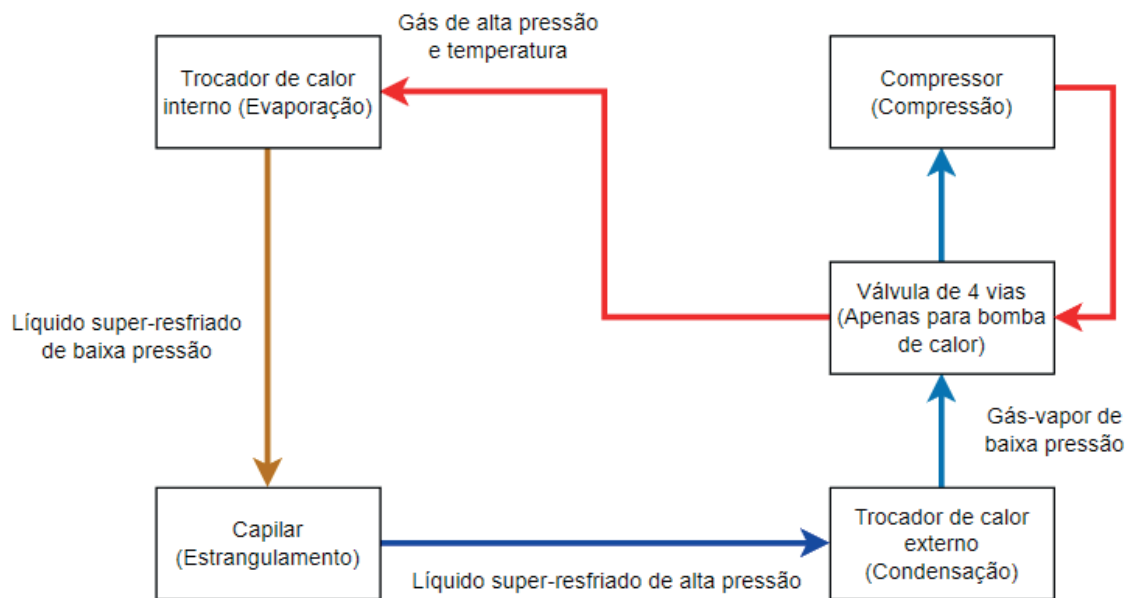 Gás de alta pressão
e temperatura
Trocador de calor
interno (Evaporação)
Compressor
(Compressão)
Válvula de 4 vias
(Apenas para bomba
de calor)
Líquido super-resfriado
de baixa pressão
Gás-vapor de
baixa pressão
Capilar
(Estrangulamento)
Trocador de calor
externo
(Condensação)
Líquido super-resfriado de alta pressão